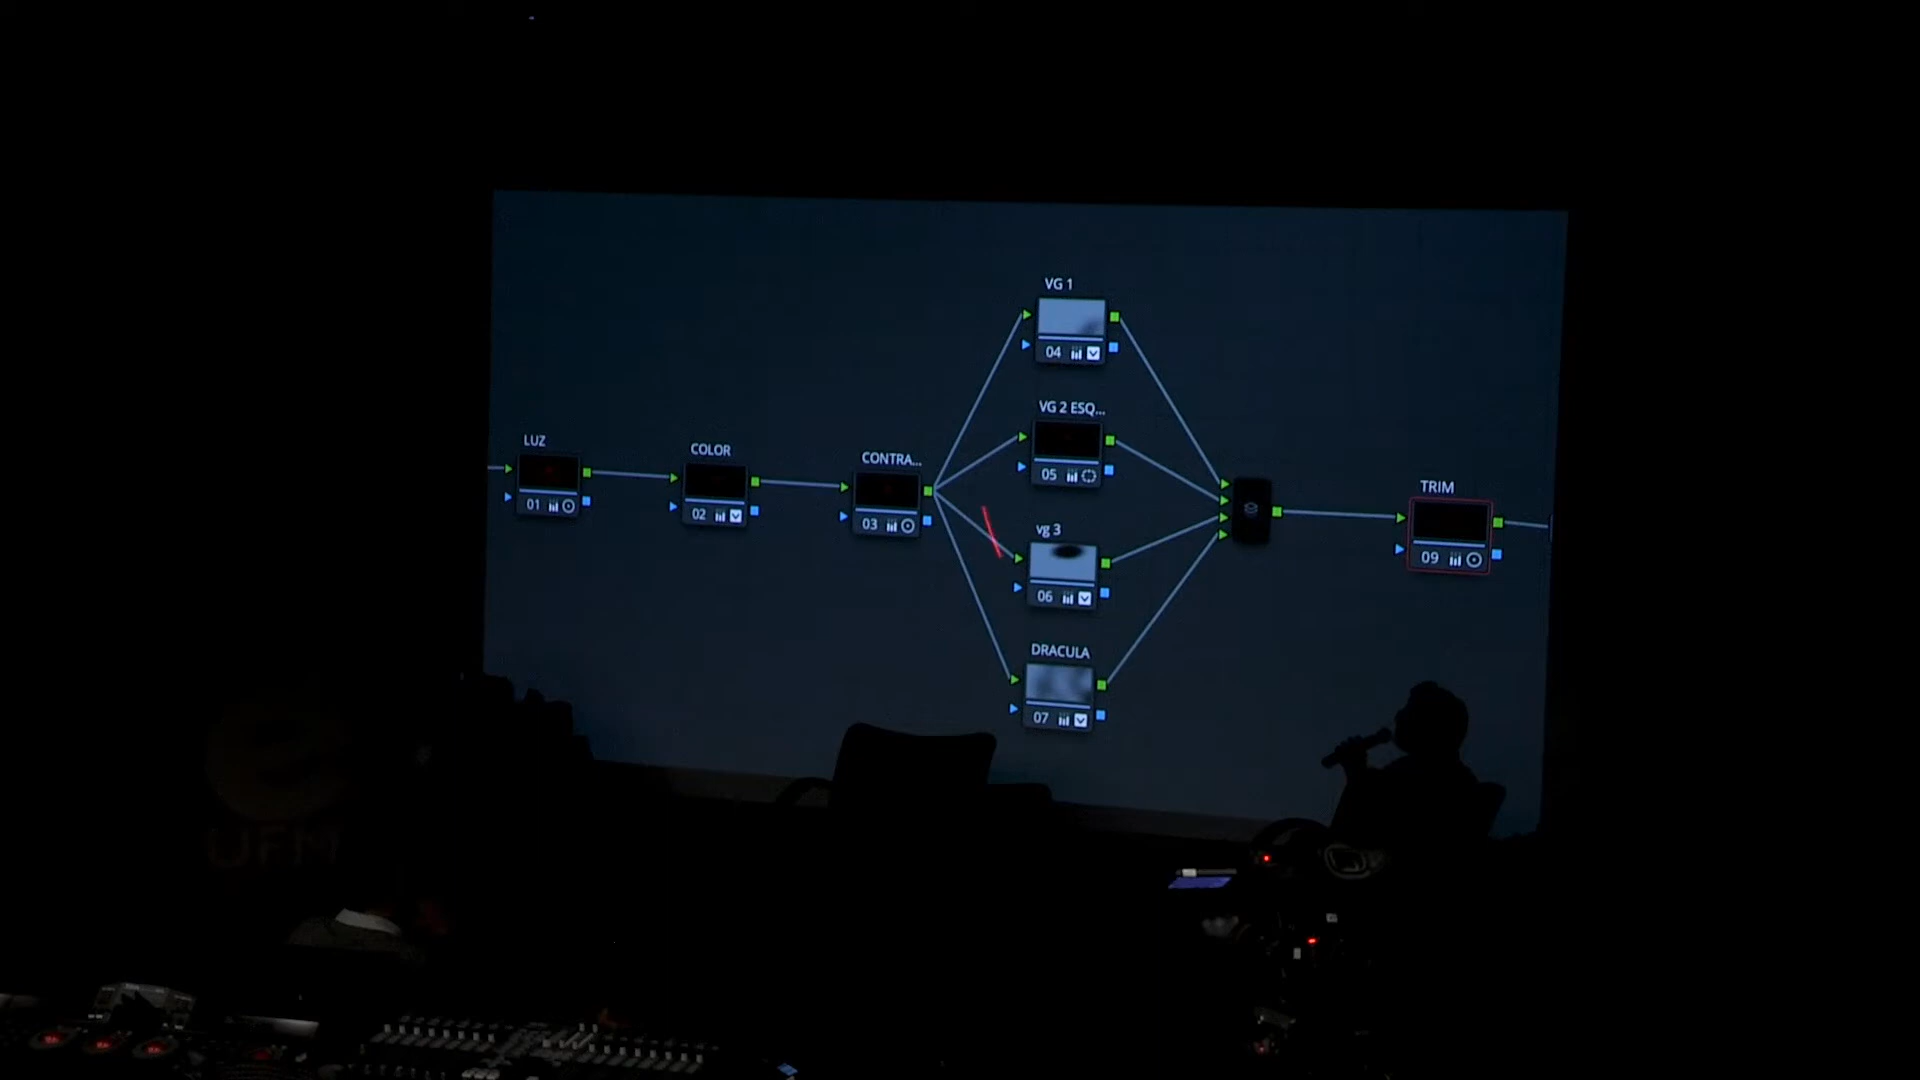 LUZ
01
COLOR
02
CONTRA...
03
VG 1
04
VG 2 ESQ...
05
vg 3
06
DRACULA
07
TRIM
09
UFM